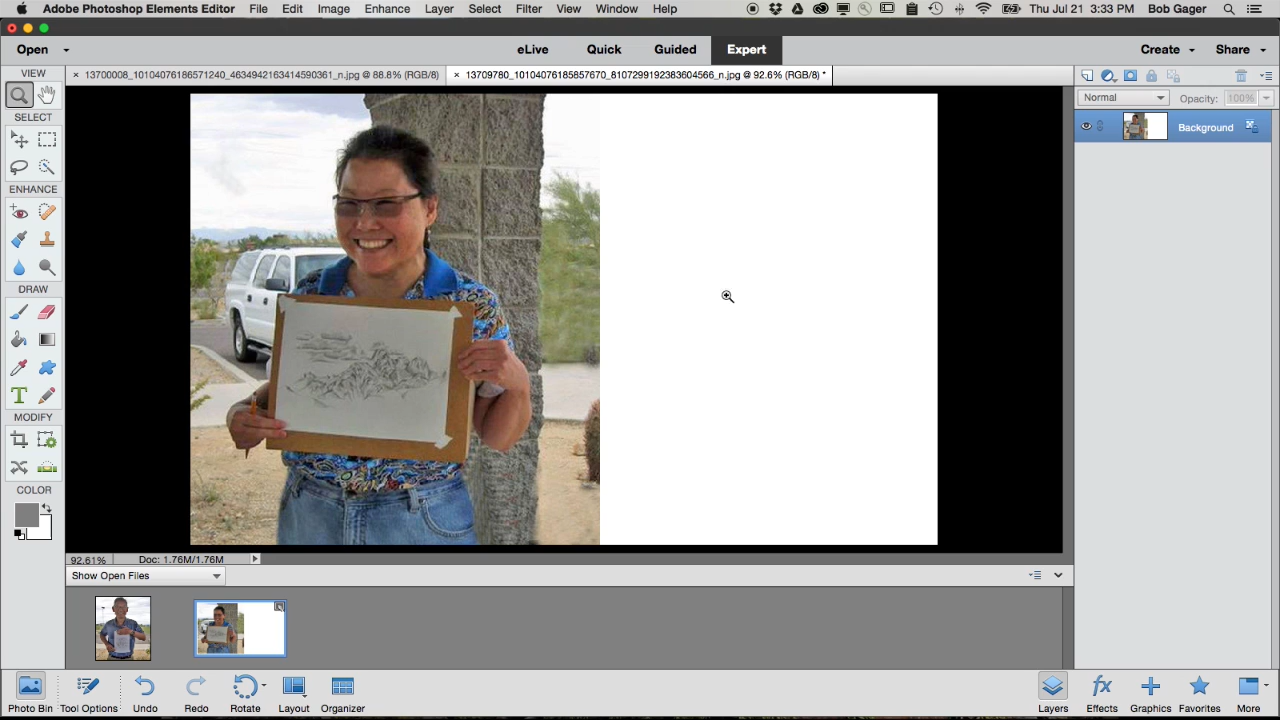 Adobe Photoshop Elements Editor File Edit Image Enhance Layer Select Filter View Window Help Thu Jul 21 3:33 PM Bob Gager
Open eLive Quick Guided Expert Create Share
VIEW
× 13700008_10104076186571240_4634942163414590361_n.jpg @ 88.8% (RGB/8) × 13709780_10104076185857670_8107299192383604566_n.jpg @ 92.6% (RGB/8) *
Normal Opacity: 100%
SELECT
Background
ENHANCE
DRAW
T
MODIFY
COLOR
92.61% Doc: 1.76M/1.76M
Show Open Files
Photo Bin Tool Options Undo Redo Rotate Layout Organizer Layers Effects Graphics Favorites More
fx